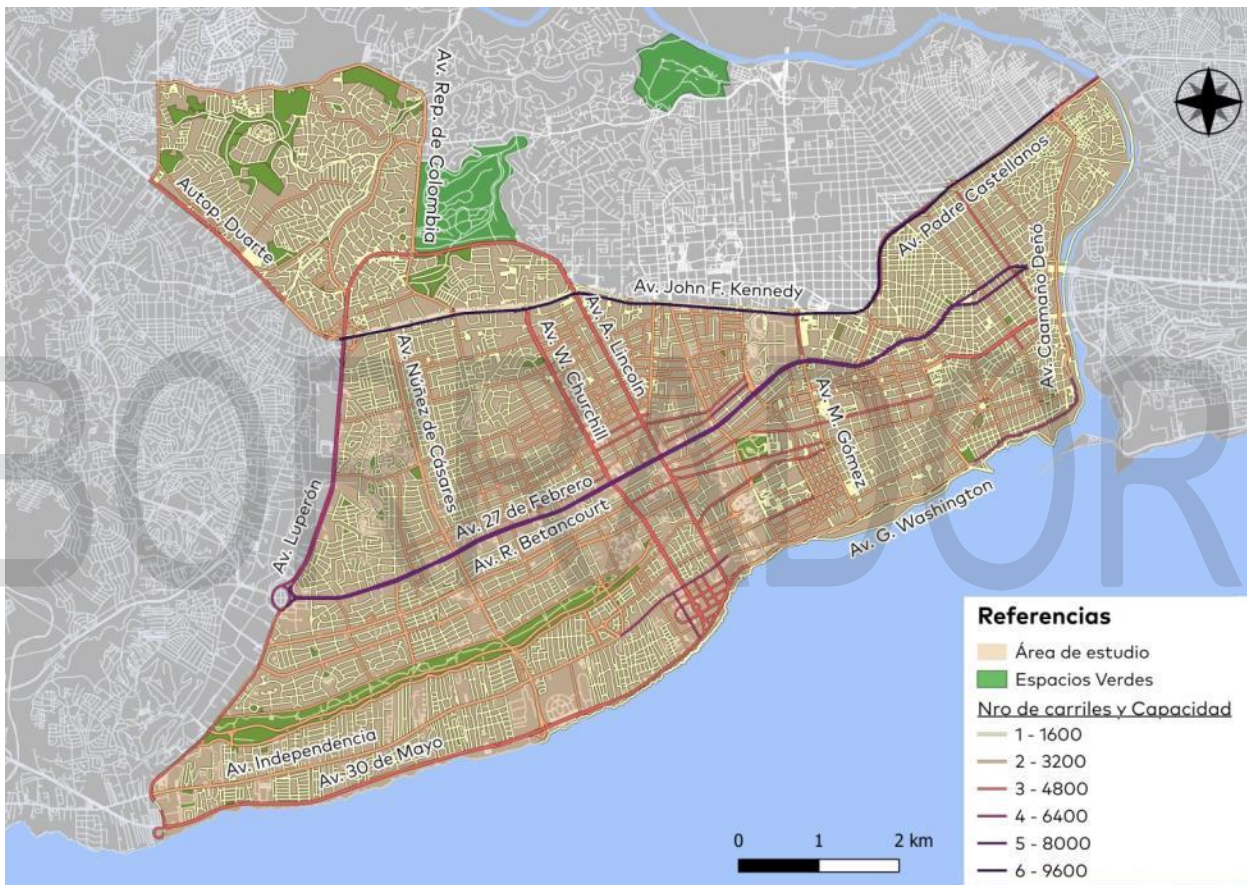 Av. Rep. de Colombia
Autop. Duarte
Av. Padre Castellanos
Av. John F. Kennedy
Av. Caamaño Deñó
Av. A. Lincoln
Av. W. Churchill
Av. Núñez de Cásares
Av. M. Gómez
Av. Luperón
Av. 27 de Febrero
Av. R. Betancourt
Av. G. Washington
Av. Independencia
Av. 30 de Mayo
BORRADOR
0 1 2 km
Referencias
Área de estudio
Espacios Verdes
Nro de carriles y Capacidad
1 - 1600
2 - 3200
3 - 4800
4 - 6400
5 - 8000
6 - 9600